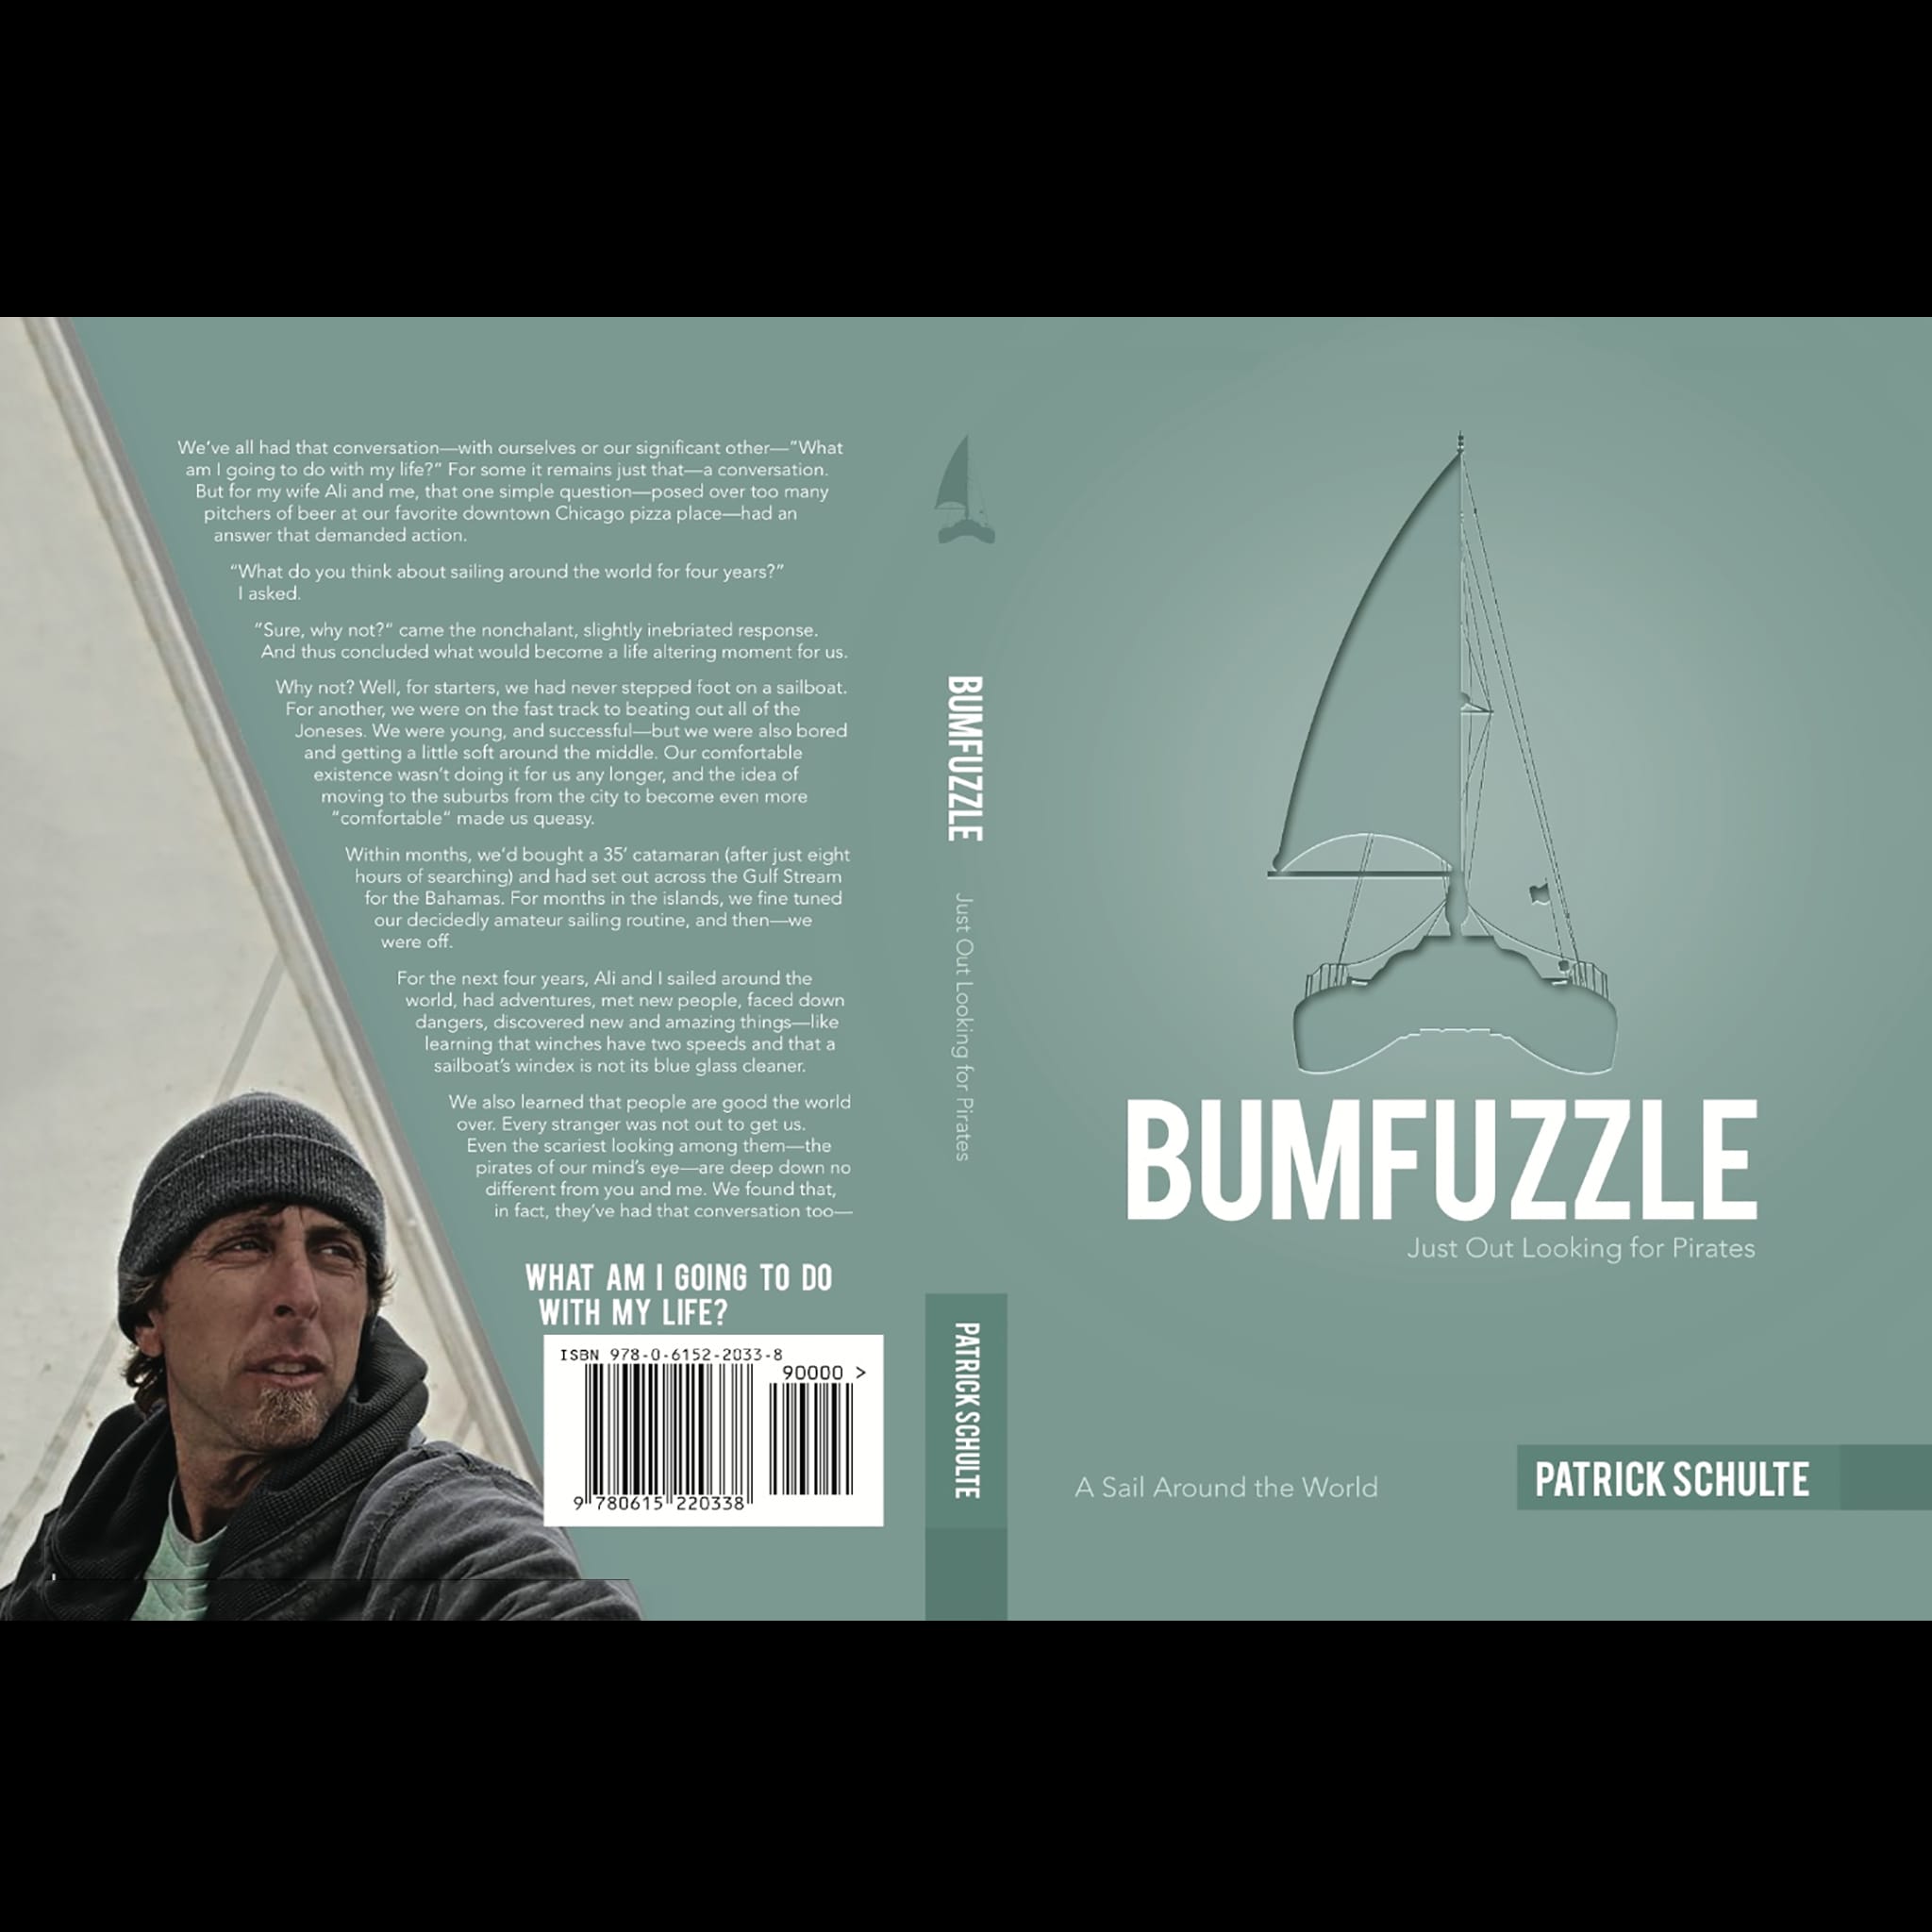 We've all had that conversation—with ourselves or our significant other—"What
am I going to do with my life?" For some it remains just that—a conversation.
But for my wife Ali and me, that one simple question—posed over too many
pitchers of beer at our favorite downtown Chicago pizza place—had an
answer that demanded action.
"What do you think about sailing around the world for four years?"
I asked.
"Sure, why not?" came the nonchalant, slightly inebriated response.
And thus concluded what would become a life altering moment for us.
Why not? Well, for starters, we had never stepped foot on a sailboat.
For another, we were on the fast track to beating out all of the
Joneses. We were young, and successful—but we were also bored
and getting a little soft around the middle. Our comfortable
existence wasn't doing it for us any longer, and the idea of
moving to the suburbs from the city to become even more
"comfortable" made us queasy.
Within months, we'd bought a 35' catamaran (after just eight
hours of searching) and had set out across the Gulf Stream
for the Bahamas. For months in the islands, we fine tuned
our decidedly amateur sailing routine, and then—we
were off.
For the next four years, Ali and I sailed around the
world, had adventures, met new people, faced down
dangers, discovered new and amazing things—like
learning that winches have two speeds and that a
sailboat's windex is not its blue glass cleaner.
We also learned that people are good the world
over. Every stranger was not out to get us.
Even the scariest looking among them—the
pirates of our mind's eye—are deep down no
different from you and me. We found that,
in fact, they've had that conversation too—
WHAT AM I GOING TO DO
WITH MY LIFE?
ISBN 978-0-6152-2033-8
90000 >
9 780615 220338
BUMFUZZLE
Just Out Looking for Pirates
PATRICK SCHULTE
BUMFUZZLE
Just Out Looking for Pirates
A Sail Around the World
PATRICK SCHULTE